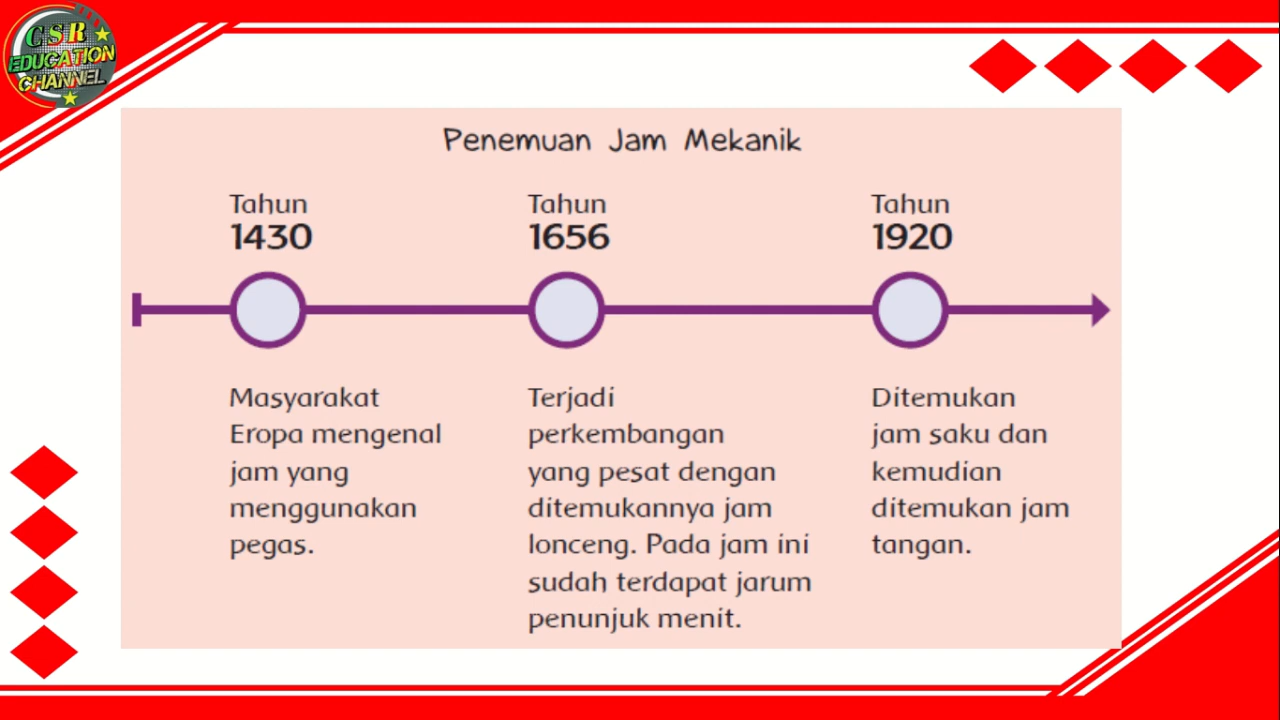 CSR
EDUCATION
CHANNEL
Penemuan Jam Mekanik
Tahun
1430
Masyarakat
Eropa mengenal
jam yang
menggunakan
pegas.
Tahun
1656
Terjadi
perkembangan
yang pesat dengan
ditemukannya jam
lonceng. Pada jam ini
sudah terdapat jarum
penunjuk menit.
Tahun
1920
Ditemukan
jam saku dan
kemudian
ditemukan jam
tangan.